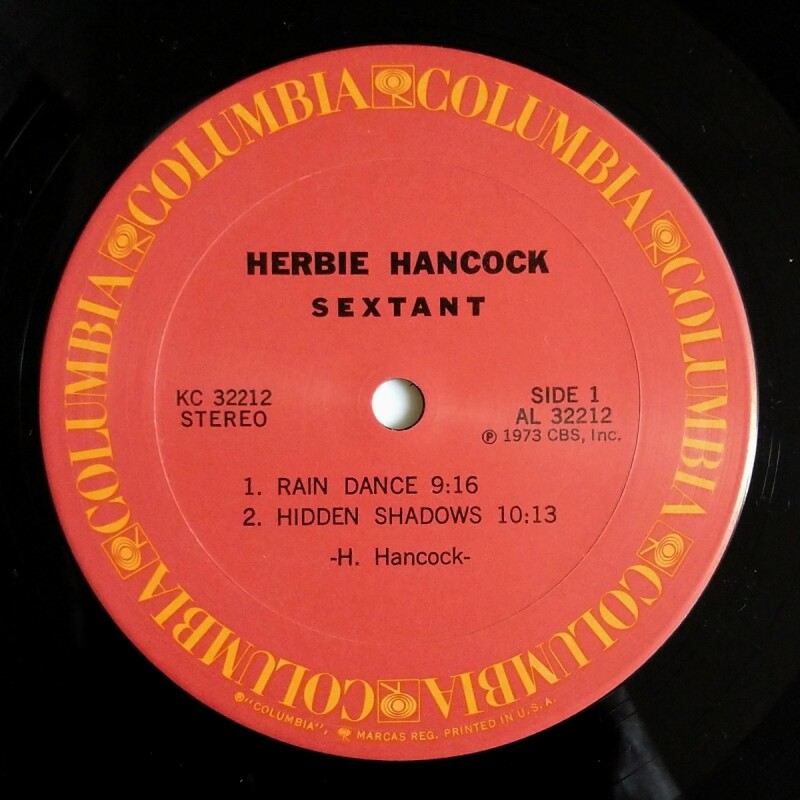 COLUMBIA
COLUMBIA
COLUMBIA
COLUMBIA
COLUMBIA
COLUMBIA
HERBIE HANCOCK
SEXTANT
KC 32212
STEREO
SIDE 1
AL 32212
℗ 1973 CBS, Inc.
1. RAIN DANCE 9:16
2. HIDDEN SHADOWS 10:13
-H. Hancock-
®"COLUMBIA", MARCAS REG. PRINTED IN U.S.A.